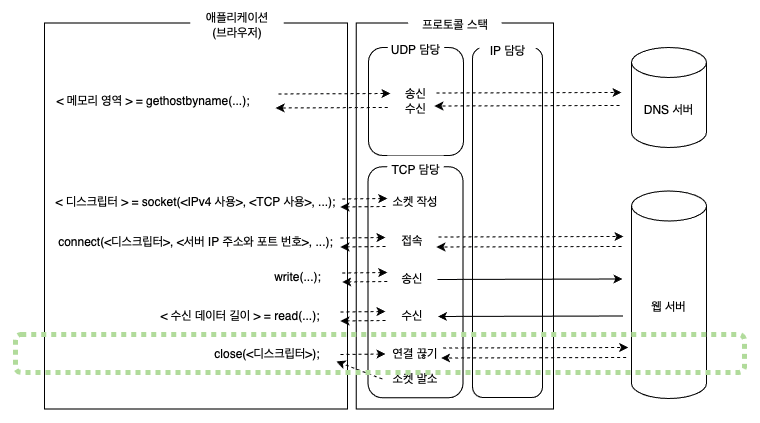 애플리케이션
(브라우저)
프로토콜 스택
UDP 담당
IP 담당
< 메모리 영역 > = gethostbyname(...);
송신
수신
DNS 서버
TCP 담당
< 디스크립터 > = socket(<IPv4 사용>, <TCP 사용>, ...);
소켓 작성
connect(<디스크립터>, <서버 IP 주소와 포트 번호>, ...);
접속
write(...);
송신
웹 서버
< 수신 데이터 길이 > = read(...);
수신
close(<디스크립터>);
연결 끊기
소켓 말소